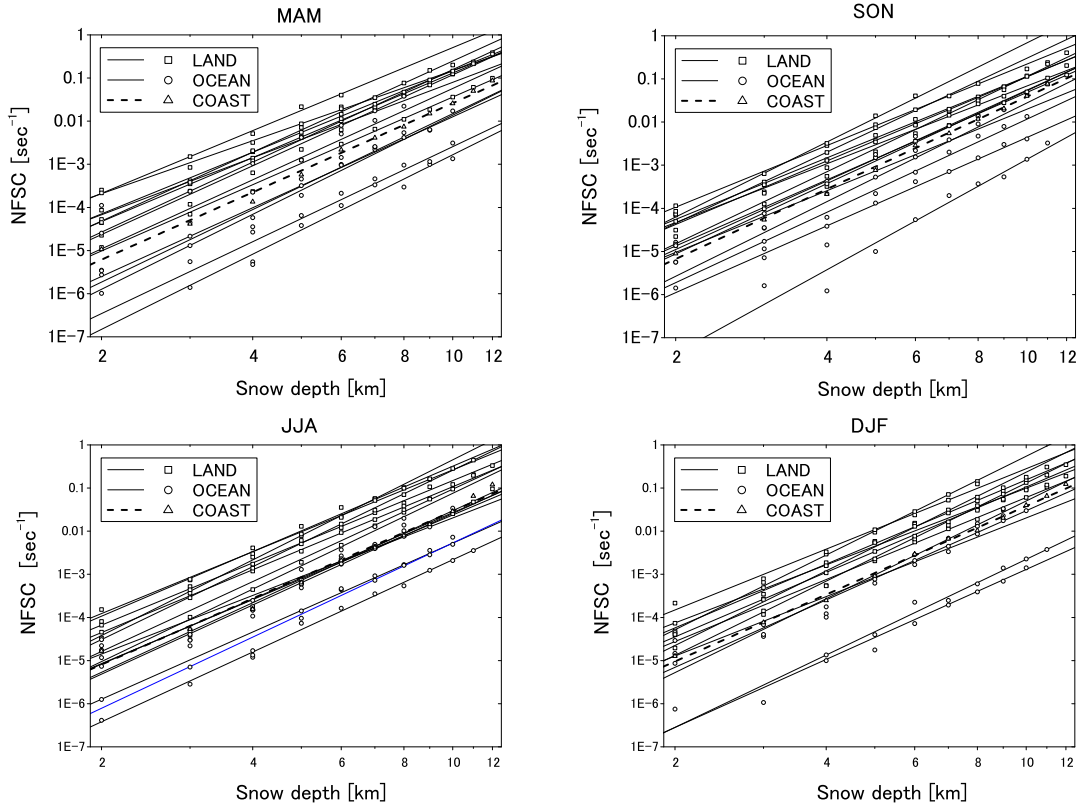 MAM
1
0.1
0.01
1E-3
1E-4
1E-5
1E-6
1E-7
NFSC [sec⁻¹]
LAND
OCEAN
COAST
2 4 6 8 10 12
Snow depth [km]
SON
1
0.1
0.01
1E-3
1E-4
1E-5
1E-6
1E-7
NFSC [sec⁻¹]
LAND
OCEAN
COAST
2 4 6 8 10 12
Snow depth [km]
JJA
1
0.1
0.01
1E-3
1E-4
1E-5
1E-6
1E-7
NFSC [sec⁻¹]
LAND
OCEAN
COAST
2 4 6 8 10 12
Snow depth [km]
DJF
1
0.1
0.01
1E-3
1E-4
1E-5
1E-6
1E-7
NFSC [sec⁻¹]
LAND
OCEAN
COAST
2 4 6 8 10 12
Snow depth [km]